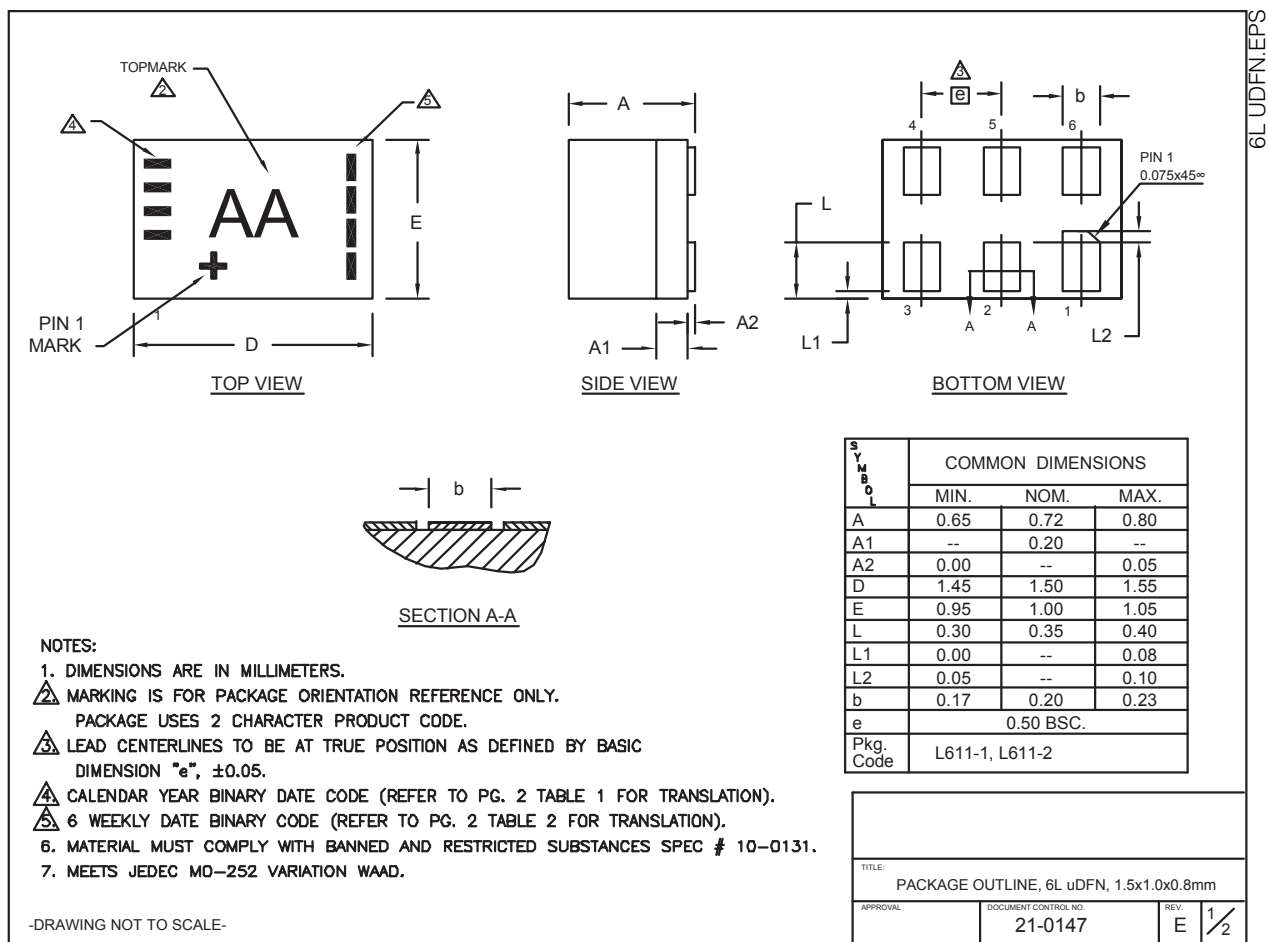 6L UDFN.EPS
TOPMARK
2
4
5
AA
E
PIN 1
MARK
1
D
TOP VIEW
A
A1
A2
SIDE VIEW
3
e
b
4 5 6
PIN 1
0.075x45∞
L
L1
3 2 1
A A
L2
BOTTOM VIEW
b
SECTION A-A
SYMBOL COMMON DIMENSIONS
MIN. NOM. MAX.
A 0.65 0.72 0.80
A1 -- 0.20 --
A2 0.00 -- 0.05
D 1.45 1.50 1.55
E 0.95 1.00 1.05
L 0.30 0.35 0.40
L1 0.00 -- 0.08
L2 0.05 -- 0.10
b 0.17 0.20 0.23
e 0.50 BSC.
Pkg.
Code L611-1, L611-2
NOTES:
1. DIMENSIONS ARE IN MILLIMETERS.
2. MARKING IS FOR PACKAGE ORIENTATION REFERENCE ONLY.
PACKAGE USES 2 CHARACTER PRODUCT CODE.
3. LEAD CENTERLINES TO BE AT TRUE POSITION AS DEFINED BY BASIC
DIMENSION "e", ±0.05.
4. CALENDAR YEAR BINARY DATE CODE (REFER TO PG. 2 TABLE 1 FOR TRANSLATION).
5. 6 WEEKLY DATE BINARY CODE (REFER TO PG. 2 TABLE 2 FOR TRANSLATION).
6. MATERIAL MUST COMPLY WITH BANNED AND RESTRICTED SUBSTANCES SPEC # 10-0131.
7. MEETS JEDEC MO-252 VARIATION WAAD.
-DRAWING NOT TO SCALE-
TITLE:
PACKAGE OUTLINE, 6L uDFN, 1.5x1.0x0.8mm
APPROVAL
DOCUMENT CONTROL NO.
21-0147
REV.
E
1/2